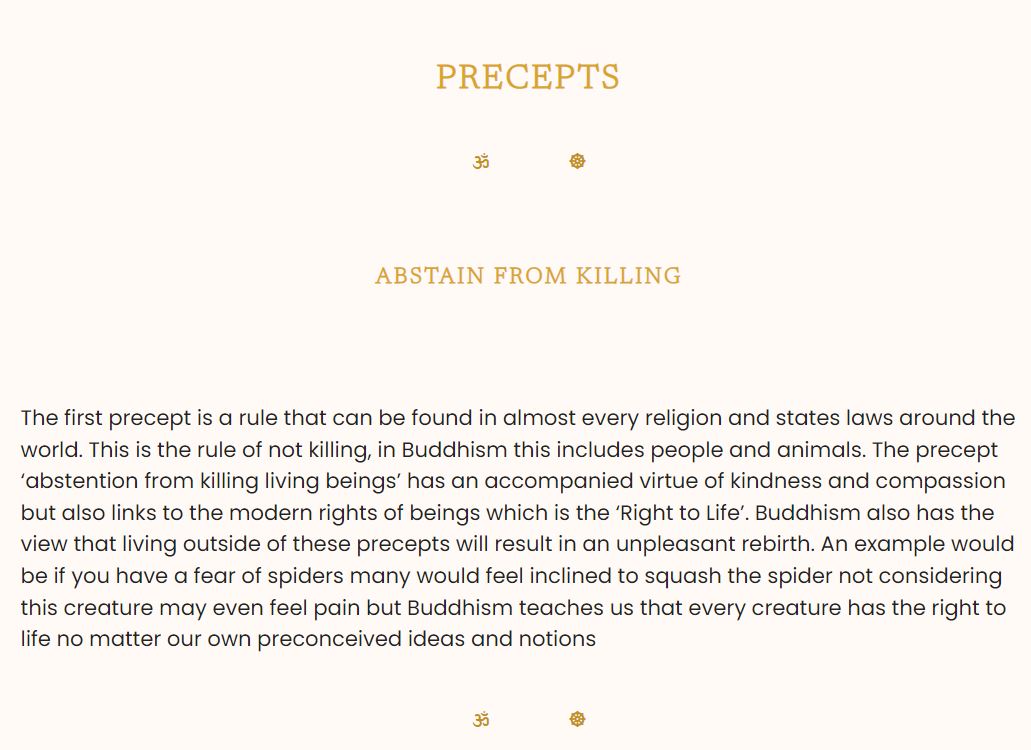 PRECEPTS
ॐ ☸
ABSTAIN FROM KILLING
The first precept is a rule that can be found in almost every religion and states laws around the
world. This is the rule of not killing, in Buddhism this includes people and animals. The precept
‘abstention from killing living beings’ has an accompanied virtue of kindness and compassion
but also links to the modern rights of beings which is the ‘Right to Life’. Buddhism also has the
view that living outside of these precepts will result in an unpleasant rebirth. An example would
be if you have a fear of spiders many would feel inclined to squash the spider not considering
this creature may even feel pain but Buddhism teaches us that every creature has the right to
life no matter our own preconceived ideas and notions
ॐ ☸